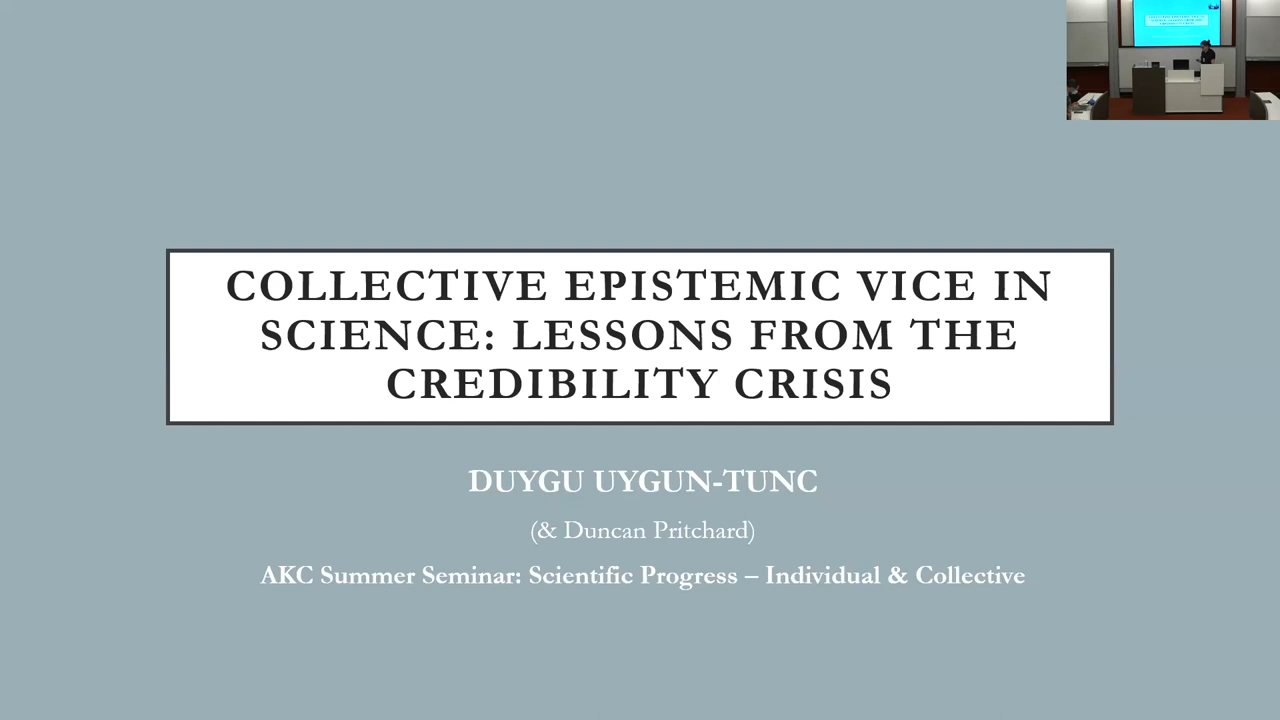 COLLECTIVE EPISTEMIC VICE IN
SCIENCE: LESSONS FROM THE
CREDIBILITY CRISIS
DUYGU UYGUN-TUNC
(& Duncan Pritchard)
AKC Summer Seminar: Scientific Progress – Individual & Collective